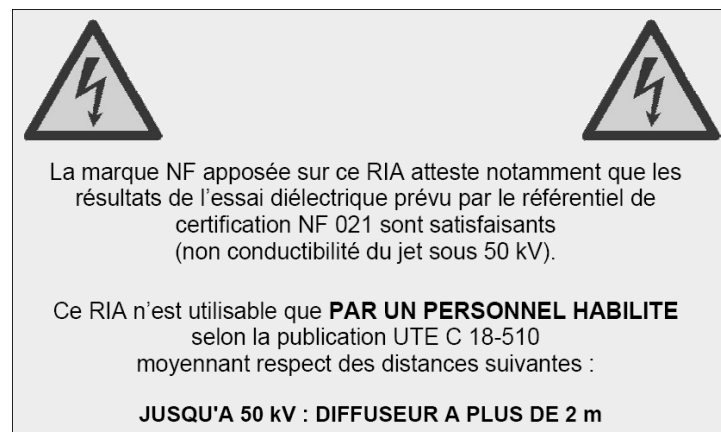 La marque NF apposée sur ce RIA atteste notamment que les
résultats de l'essai diélectrique prévu par le référentiel de
certification NF 021 sont satisfaisants
(non conductibilité du jet sous 50 kV).
Ce RIA n'est utilisable que PAR UN PERSONNEL HABILITE
selon la publication UTE C 18-510
moyennant respect des distances suivantes :
JUSQU'A 50 kV : DIFFUSEUR A PLUS DE 2 m